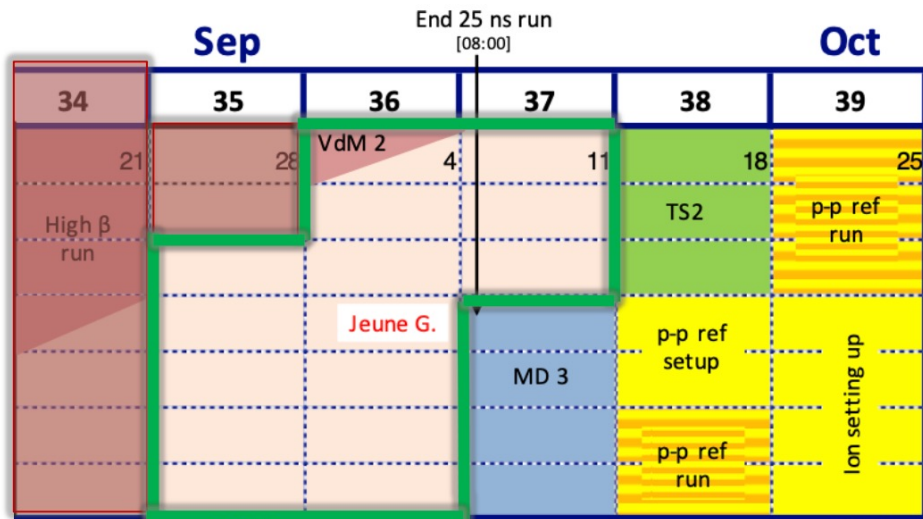 End 25 ns run
[08:00]
Sep
Oct
34 35 36 37 38 39
21 28 VdM 2 4 11 18 25
High β
run
TS2
p-p ref
run
Jeune G.
MD 3
p-p ref
setup
Ion setting up
p-p ref
run